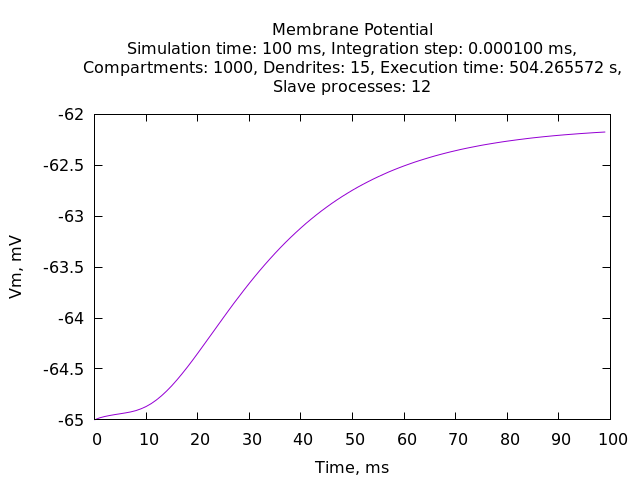 Membrane Potential
Simulation time: 100 ms, Integration step: 0.000100 ms,
Compartments: 1000, Dendrites: 15, Execution time: 504.265572 s,
Slave processes: 12
-62
-62.5
-63
-63.5
-64
-64.5
-65
Vm, mV
0 10 20 30 40 50 60 70 80 90 100
Time, ms